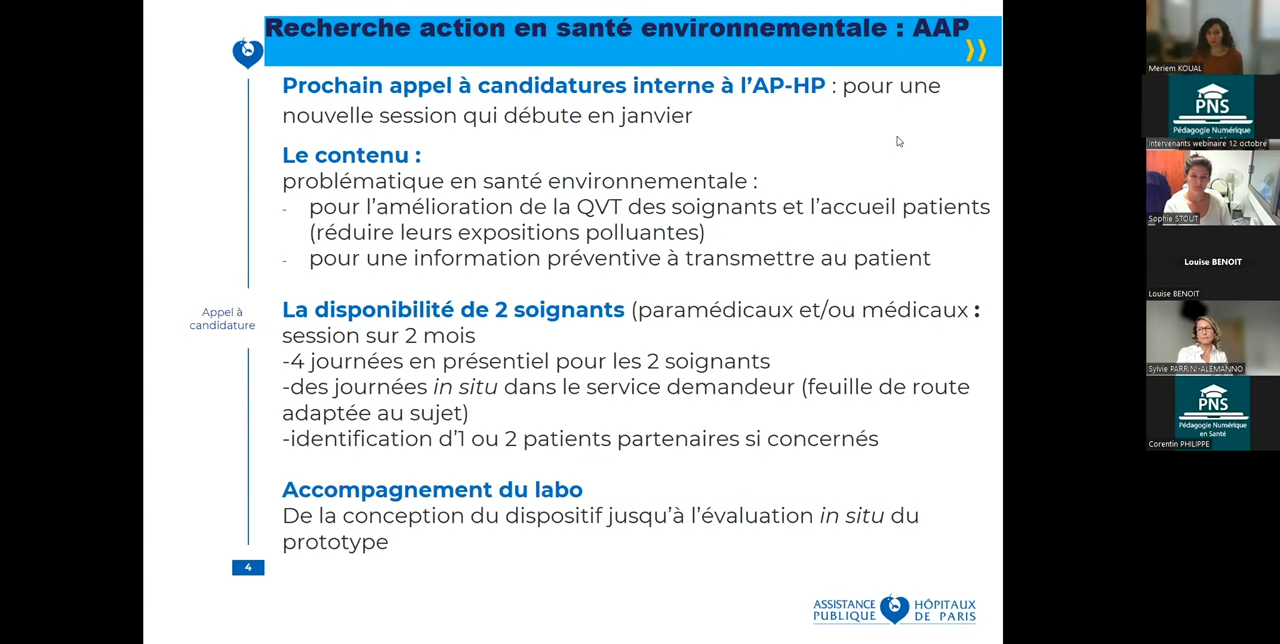 Recherche action en santé environnementale : AAP
Prochain appel à candidatures interne à l'AP-HP : pour une
nouvelle session qui débute en janvier
Le contenu :
problématique en santé environnementale :
- pour l'amélioration de la QVT des soignants et l'accueil patients
(réduire leurs expositions polluantes)
- pour une information préventive à transmettre au patient
Appel à
candidature
La disponibilité de 2 soignants (paramédicaux et/ou médicaux :
session sur 2 mois
-4 journées en présentiel pour les 2 soignants
-des journées in situ dans le service demandeur (feuille de route
adaptée au sujet)
-identification d'1 ou 2 patients partenaires si concernés
Accompagnement du labo
De la conception du dispositif jusqu'à l'évaluation in situ du
prototype
4
ASSISTANCE HÔPITAUX
PUBLIQUE DE PARIS
Meriem KOUAL
PNS
Pédagogie Numérique
Intervenants webinaire 12 octobre
Sophie STOUT
Louise BENOIT
Louise BENOIT
Sylvie PARRINI-ALEMANNO
PNS
Pédagogie Numérique
en Santé
Corentin PHILIPPE